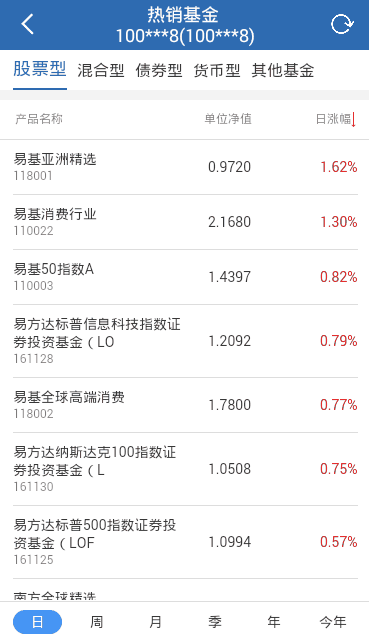 热销基金
100***8(100***8)
股票型 混合型 债券型 货币型 其他基金
产品名称 单位净值 日涨幅
易基亚洲精选
118001
0.9720 1.62%
易基消费行业
110022
2.1680 1.30%
易基50指数A
110003
1.4397 0.82%
易方达标普信息科技指数证
券投资基金 ( LO
161128
1.2092 0.79%
易基全球高端消费
118002
1.7800 0.77%
易方达纳斯达克100指数证
券投资基金 ( L
161130
1.0508 0.75%
易方达标普500指数证券投
资基金 ( LOF
161125
1.0994 0.57%
南方全球精选
日 周 月 季 年 今年